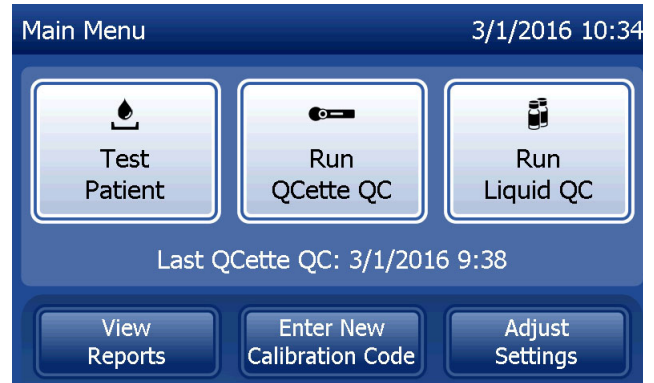 Main Menu 3/1/2016 10:34
Test
Patient
Run
QCette QC
Run
Liquid QC
Last QCette QC: 3/1/2016 9:38
View
Reports
Enter New
Calibration Code
Adjust
Settings